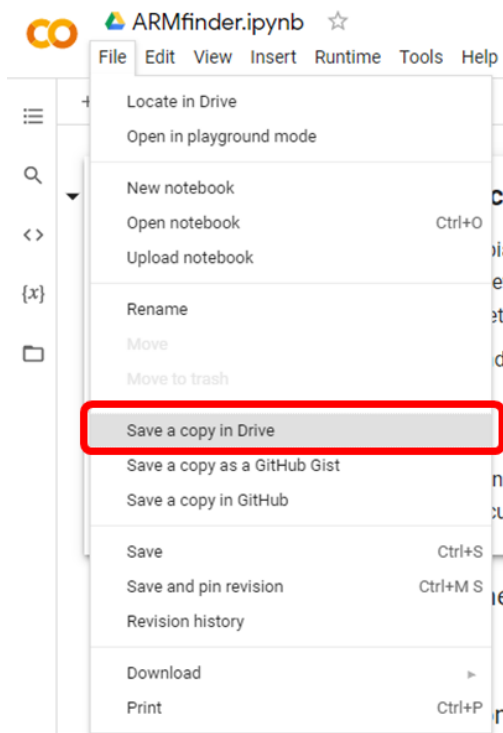 ARMfinder.ipynb
File Edit View Insert Runtime Tools Help
Locate in Drive
Open in playground mode
New notebook
Open notebook Ctrl+O
Upload notebook
{x}
Rename
Move
Move to trash
Save a copy in Drive
Save a copy as a GitHub Gist
Save a copy in GitHub
Save Ctrl+S
Save and pin revision Ctrl+M S
Revision history
Download
Print Ctrl+P